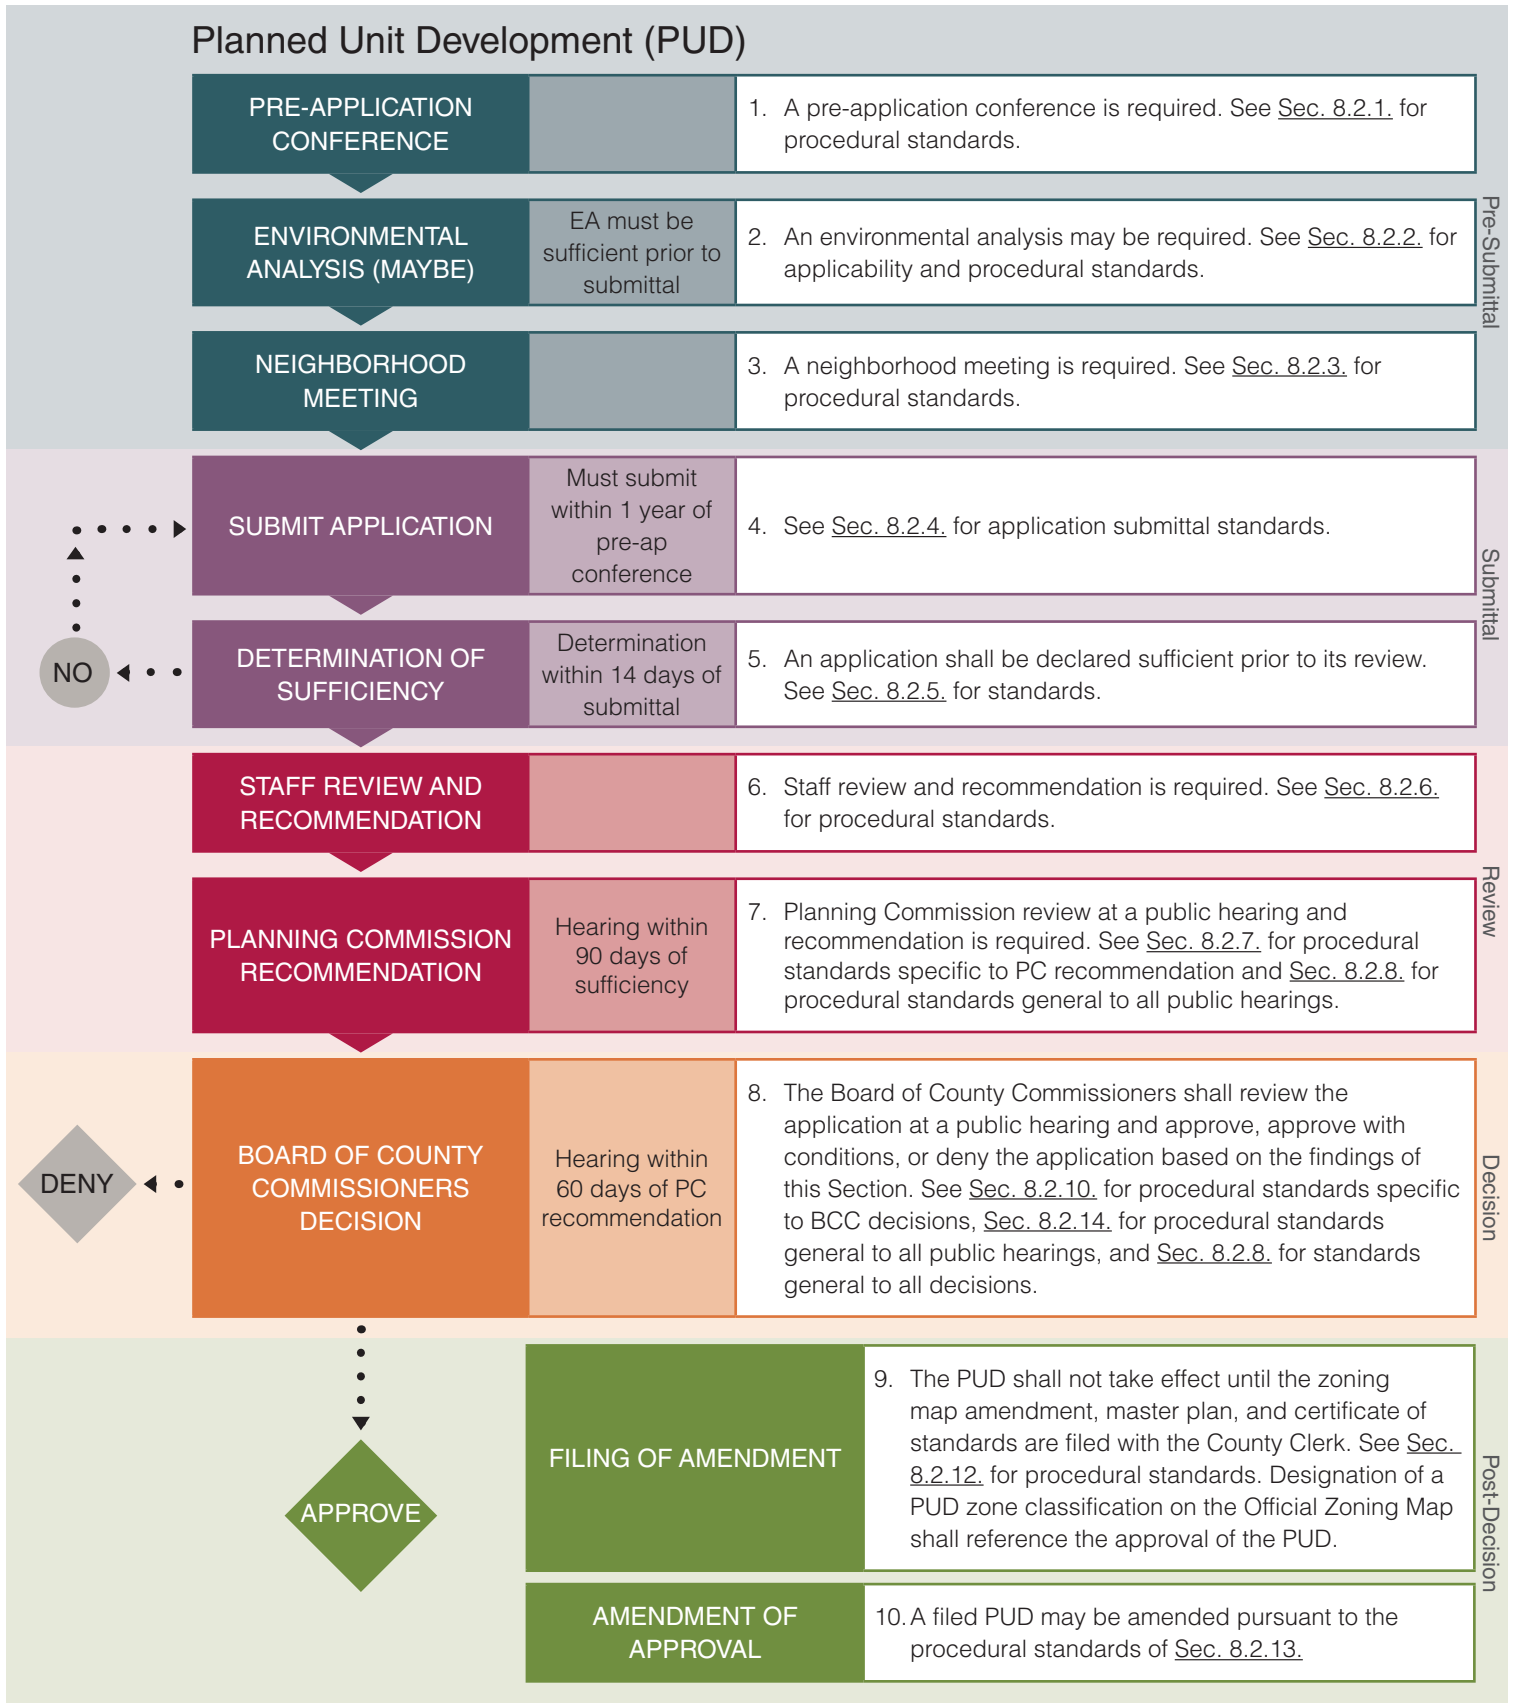 Planned Unit Development (PUD)
PRE-APPLICATION
CONFERENCE
1. A pre-application conference is required. See Sec. 8.2.1. for
procedural standards.
ENVIRONMENTAL
ANALYSIS (MAYBE)
EA must be
sufficient prior to
submittal
2. An environmental analysis may be required. See Sec. 8.2.2. for
applicability and procedural standards.
NEIGHBORHOOD
MEETING
3. A neighborhood meeting is required. See Sec. 8.2.3. for
procedural standards.
Pre-Submittal
SUBMIT APPLICATION
Must submit
within 1 year of
pre-ap
conference
4. See Sec. 8.2.4. for application submittal standards.
NO
DETERMINATION OF
SUFFICIENCY
Determination
within 14 days of
submittal
5. An application shall be declared sufficient prior to its review.
See Sec. 8.2.5. for standards.
Submittal
STAFF REVIEW AND
RECOMMENDATION
6. Staff review and recommendation is required. See Sec. 8.2.6.
for procedural standards.
PLANNING COMMISSION
RECOMMENDATION
Hearing within
90 days of
sufficiency
7. Planning Commission review at a public hearing and
recommendation is required. See Sec. 8.2.7. for procedural
standards specific to PC recommendation and Sec. 8.2.8. for
procedural standards general to all public hearings.
Review
DENY
BOARD OF COUNTY
COMMISSIONERS
DECISION
Hearing within
60 days of PC
recommendation
8. The Board of County Commissioners shall review the
application at a public hearing and approve, approve with
conditions, or deny the application based on the findings of
this Section. See Sec. 8.2.10. for procedural standards specific
to BCC decisions, Sec. 8.2.14. for procedural standards
general to all public hearings, and Sec. 8.2.8. for standards
general to all decisions.
Decision
APPROVE
FILING OF AMENDMENT
9. The PUD shall not take effect until the zoning
map amendment, master plan, and certificate of
standards are filed with the County Clerk. See Sec.
8.2.12. for procedural standards. Designation of a
PUD zone classification on the Official Zoning Map
shall reference the approval of the PUD.
AMENDMENT OF
APPROVAL
10. A filed PUD may be amended pursuant to the
procedural standards of Sec. 8.2.13.
Post-Decision